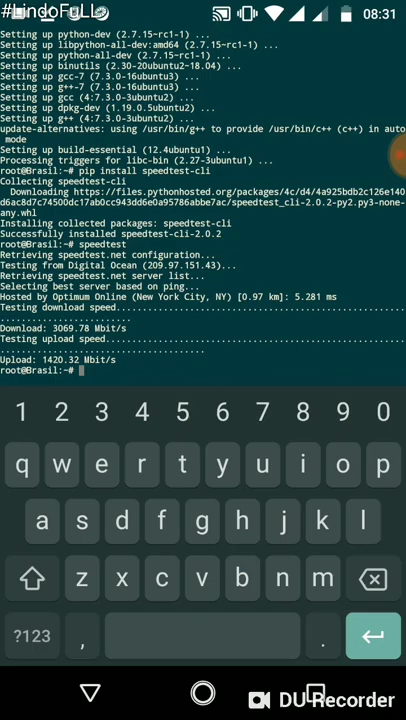 #LindoFuLL
08:31
Setting up python-dev (2.7.15~rc1-1) ...
Setting up libpython-all-dev:amd64 (2.7.15~rc1-1) ...
Setting up python-all-dev (2.7.15~rc1-1) ...
Setting up binutils (2.30-20ubuntu2~18.04) ...
Setting up gcc-7 (7.3.0-16ubuntu3) ...
Setting up g++-7 (7.3.0-16ubuntu3) ...
Setting up gcc (4:7.3.0-3ubuntu2) ...
Setting up dpkg-dev (1.19.0.5ubuntu2) ...
Setting up g++ (4:7.3.0-3ubuntu2) ...
update-alternatives: using /usr/bin/g++ to provide /usr/bin/c++ (c++) in auto
mode
Setting up build-essential (12.4ubuntu1) ...
Processing triggers for libc-bin (2.27-3ubuntu1) ...
root@Brasil:~# pip install speedtest-cli
Collecting speedtest-cli
Downloading https://files.pythonhosted.org/packages/4c/d4/4a925bdb2c126e140
d6ac8d7c74500dc17ab0cc943dd6e0a95786abbe7ac/speedtest_cli-2.0.2-py2.py3-none-
any.whl
Installing collected packages: speedtest-cli
Successfully installed speedtest-cli-2.0.2
root@Brasil:~# speedtest
Retrieving speedtest.net configuration...
Testing from Digital Ocean (209.97.151.43)...
Retrieving speedtest.net server list...
Selecting best server based on ping...
Hosted by Optimum Online (New York City, NY) [0.97 km]: 5.281 ms
Testing download speed......................................................
..........................
Download: 3069.78 Mbit/s
Testing upload speed........................................................
........................................
Upload: 1420.32 Mbit/s
root@Brasil:~#
1 2 3 4 5 6 7 8 9 0
q w e r t y u i o p
a s d f g h j k l
z x c v b n m
?123 , .
DU Recorder